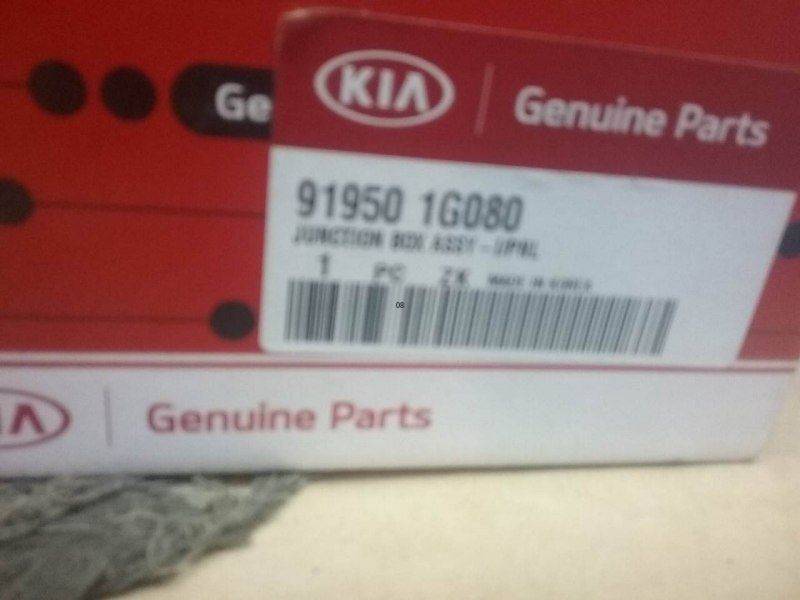 Ge
KIA
Genuine Parts
91950 1G080
JUNCTION BOX ASSY-I/PNL
1 PC ZK MADE IN KOREA
08
KIA Genuine Parts